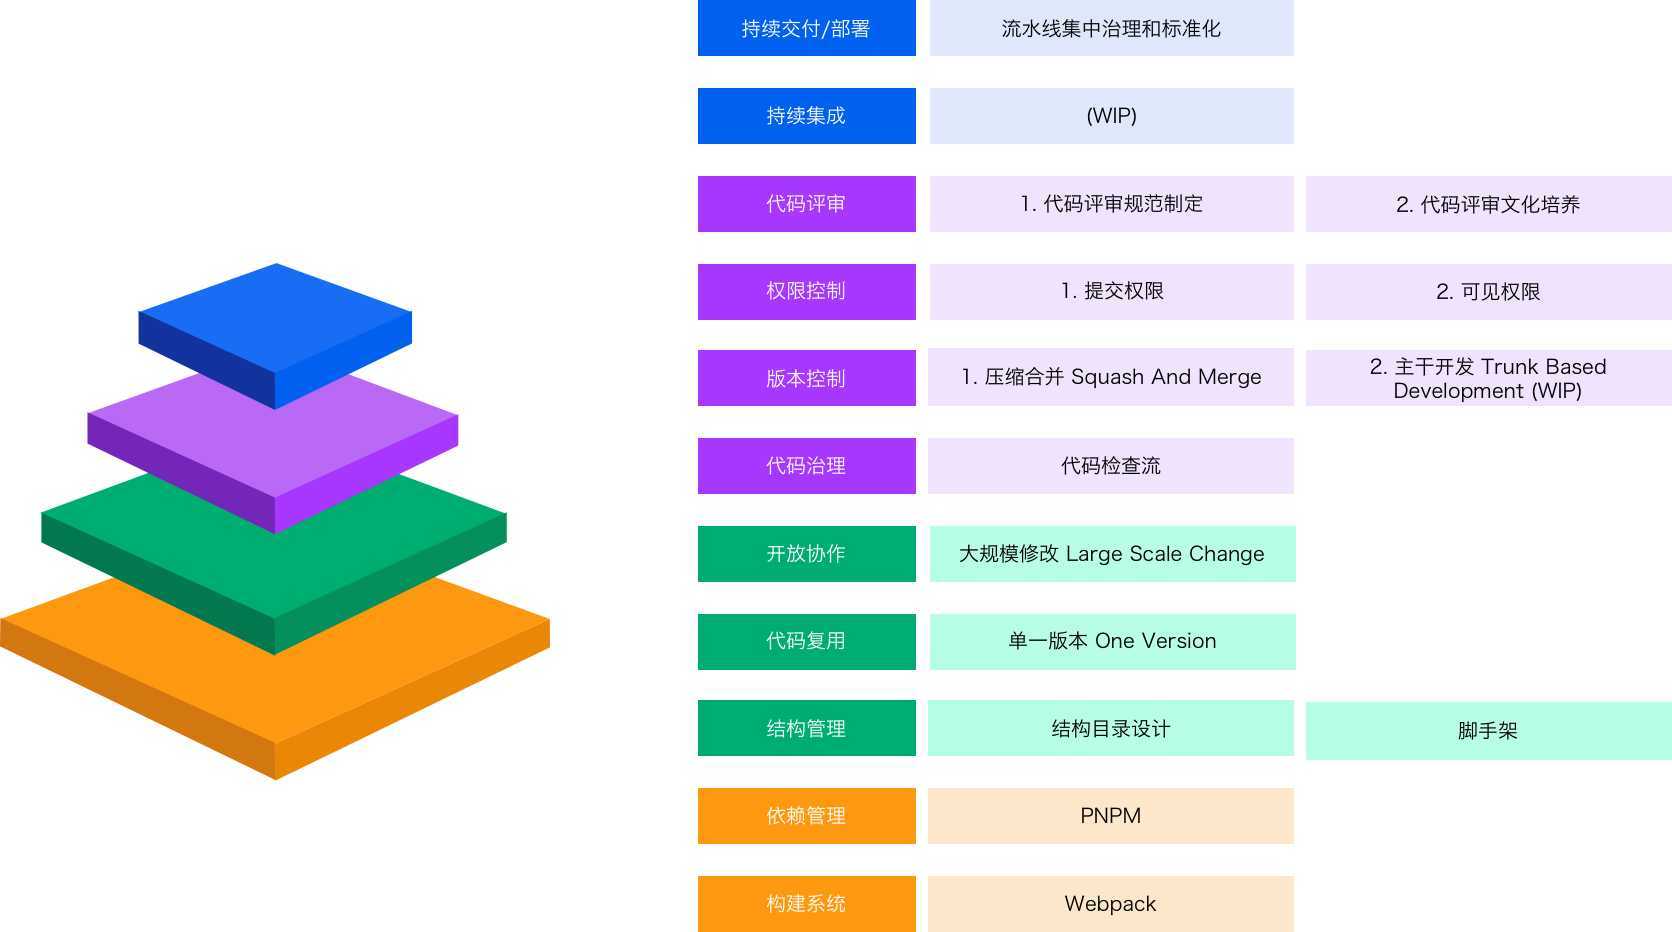 持续交付/部署
流水线集中治理和标准化
持续集成
(WIP)
代码评审
1. 代码评审规范制定
2. 代码评审文化培养
权限控制
1. 提交权限
2. 可见权限
版本控制
1. 压缩合并 Squash And Merge
2. 主干开发 Trunk Based
Development (WIP)
代码治理
代码检查流
开放协作
大规模修改 Large Scale Change
代码复用
单一版本 One Version
结构管理
结构目录设计
脚手架
依赖管理
PNPM
构建系统
Webpack